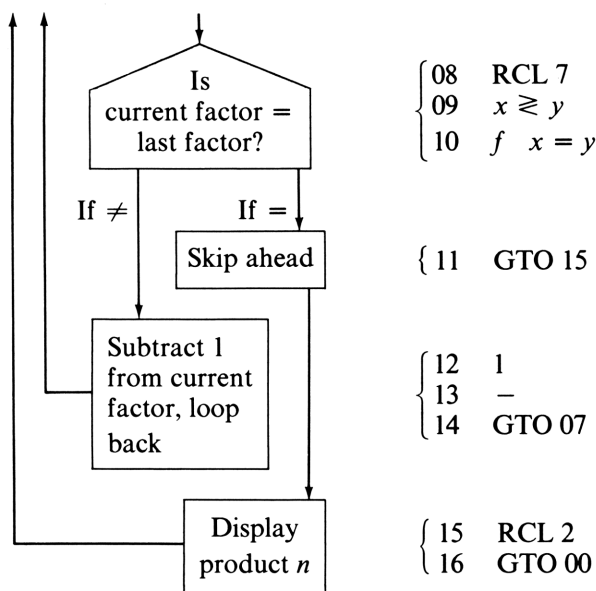 Is
current factor =
last factor?
08 RCL 7
09 x ≷ y
10 f x = y
If ≠
If =
Skip ahead
11 GTO 15
Subtract 1
from current
factor, loop
back
12 1
13 −
14 GTO 07
Display
product n
15 RCL 2
16 GTO 00